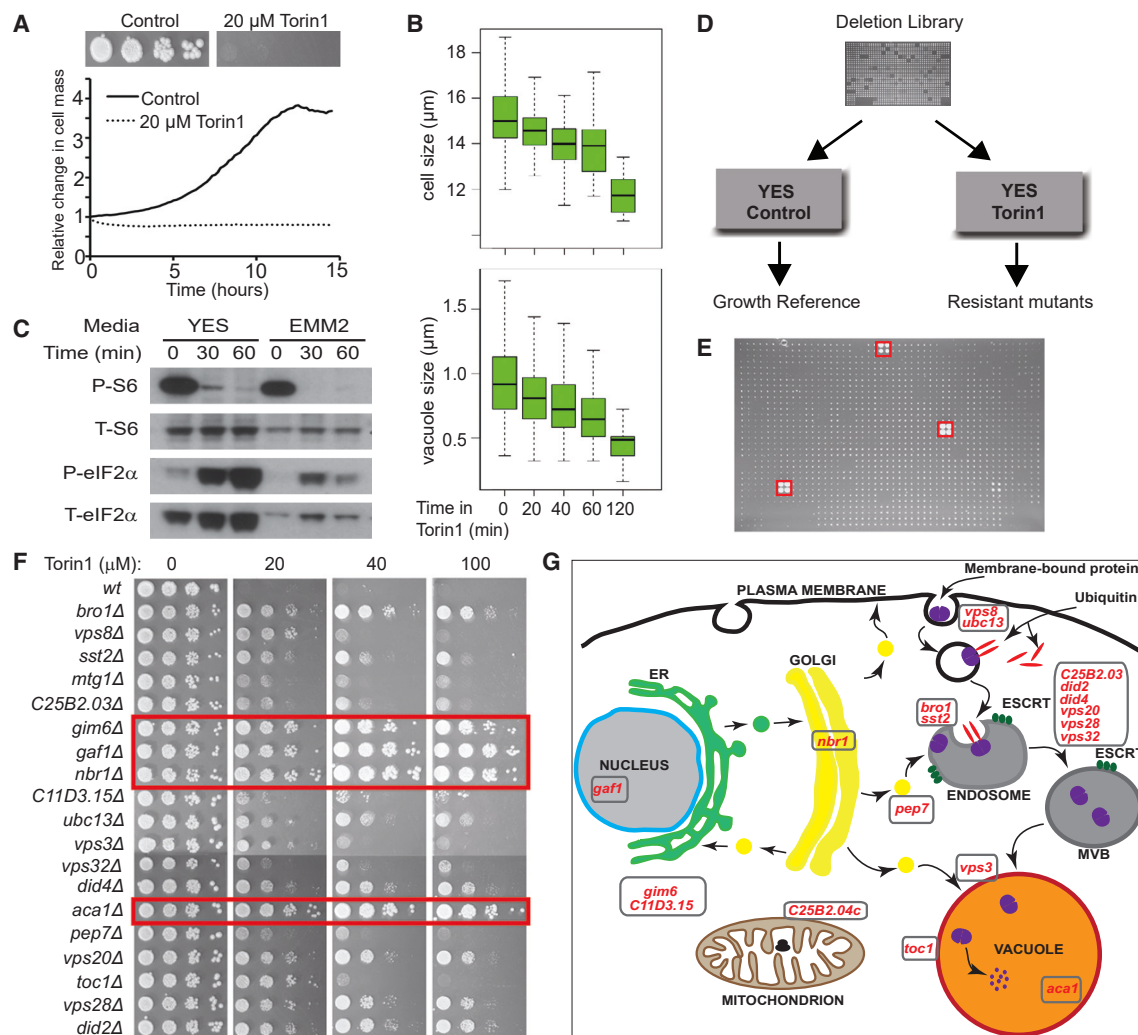 A
Control
20 μM Torin1
Relative change in cell mass
4
3
2
1
0
Control
20 μM Torin1
0
5
10
15
Time (hours)
B
cell size (μm)
18
16
14
12
vacuole size (μm)
1.5
1.0
0.5
Time in Torin1 (min)
0 20 40 60 120
C
Media YES EMM2
Time (min) 0 30 60 0 30 60
P-S6
T-S6
P-eIF2α
T-eIF2α
D
Deletion Library
YES Control
YES Torin1
Growth Reference
Resistant mutants
E
F
Torin1 (μM): 0 20 40 100
wt
bro1Δ
vps8Δ
sst2Δ
mtg1Δ
C25B2.03Δ
gim6Δ
gaf1Δ
nbr1Δ
C11D3.15Δ
ubc13Δ
vps3Δ
vps32Δ
did4Δ
aca1Δ
pep7Δ
vps20Δ
toc1Δ
vps28Δ
did2Δ
G
Membrane-bound protein
PLASMA MEMBRANE
Ubiquitin
vps8
ubc13
GOLGI
ER
ESCRT
C25B2.03
did2
did4
vps20
vps28
vps32
bro1
sst2
nbr1
NUCLEUS
gaf1
ESCRT
ENDOSOME
pep7
MVB
vps3
gim6
C11D3.15
C25B2.04c
toc1
VACUOLE
aca1
MITOCHONDRION